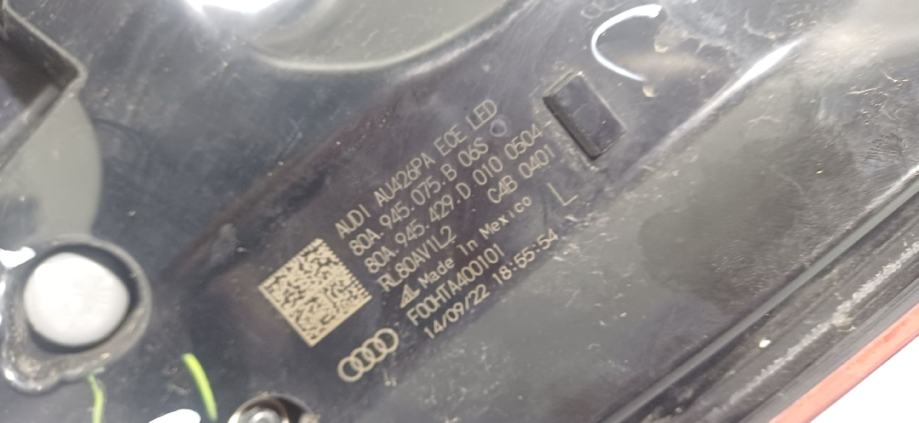 AUDI AU426PA ECE LED
80A.945.075.B 06S
80A.945.429.D 010 0504
RL80AV1L2 C4B 0401
Made in Mexico L
F00HTA400101
14/09/22 18:55:54